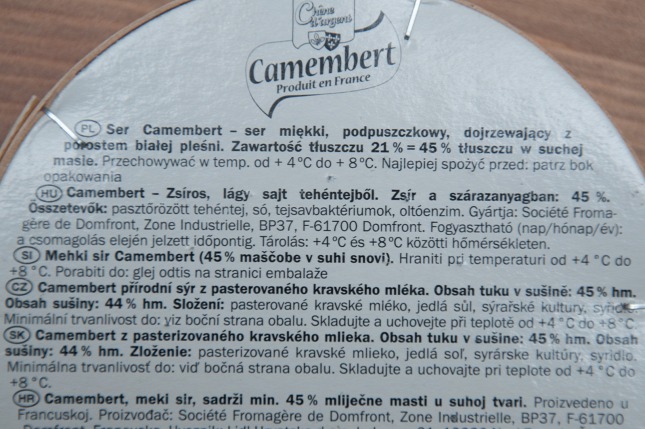 Chêne
d'argent
Camembert
Produit en France
PL Ser Camembert – ser miękki, podpuszczkowy, dojrzewający z
porostem białej pleśni. Zawartość tłuszczu 21 % = 45 % tłuszczu w suchej
masie. Przechowywać w temp. od + 4 °C do + 8 °C. Najlepiej spożyć przed: patrz bok
opakowania
HU Camembert – Zsíros, lágy sajt tehéntejből. Zsír a szárazanyagban: 45 %.
Összetevők: pasztőrözött tehéntej, só, tejsavbaktériumok, oltóenzim. Gyártja: Société Froma-
gère de Domfront, Zone Industrielle, BP37, F-61700 Domfront. Fogyasztható (nap/hónap/év):
a csomagolás elején jelzett időpontig. Tárolás: +4 °C és +8 °C közötti hőmérsékleten.
SI Mehki sir Camembert (45 % maščobe v suhi snovi). Hraniti pri temperaturi od +4 °C do
+8 °C. Porabiti do: glej odtis na stranici embalaže
CZ Camembert přírodní sýr z pasterovaného kravského mléka. Obsah tuku v sušině: 45 % hm.
Obsah sušiny: 44 % hm. Složení: pasterované kravské mléko, jedlá sůl, sýrařské kultury, syřidlo.
Minimální trvanlivost do: viz boční strana obalu. Skladujte a uchovejte při teplotě od +4 °C do +8 °C.
SK Camembert z pasterizovaného kravského mlieka. Obsah tuku v sušine: 45 % hm. Obsah
sušiny: 44 % hm. Zloženie: pasterizované kravské mlieko, jedlá soľ, syrárske kultúry, syridlo.
Minimálna trvanlivosť do: viď bočná strana obalu. Skladujte a uchovajte pri teplote od +4 °C do
+8 °C.
HR Camembert, meki sir, sadrži min. 45 % mliječne masti u suhoj tvari. Proizvedeno u
Francuskoj. Proizvođač: Société Fromagère de Domfront, Zone Industrielle, BP37, F-61700